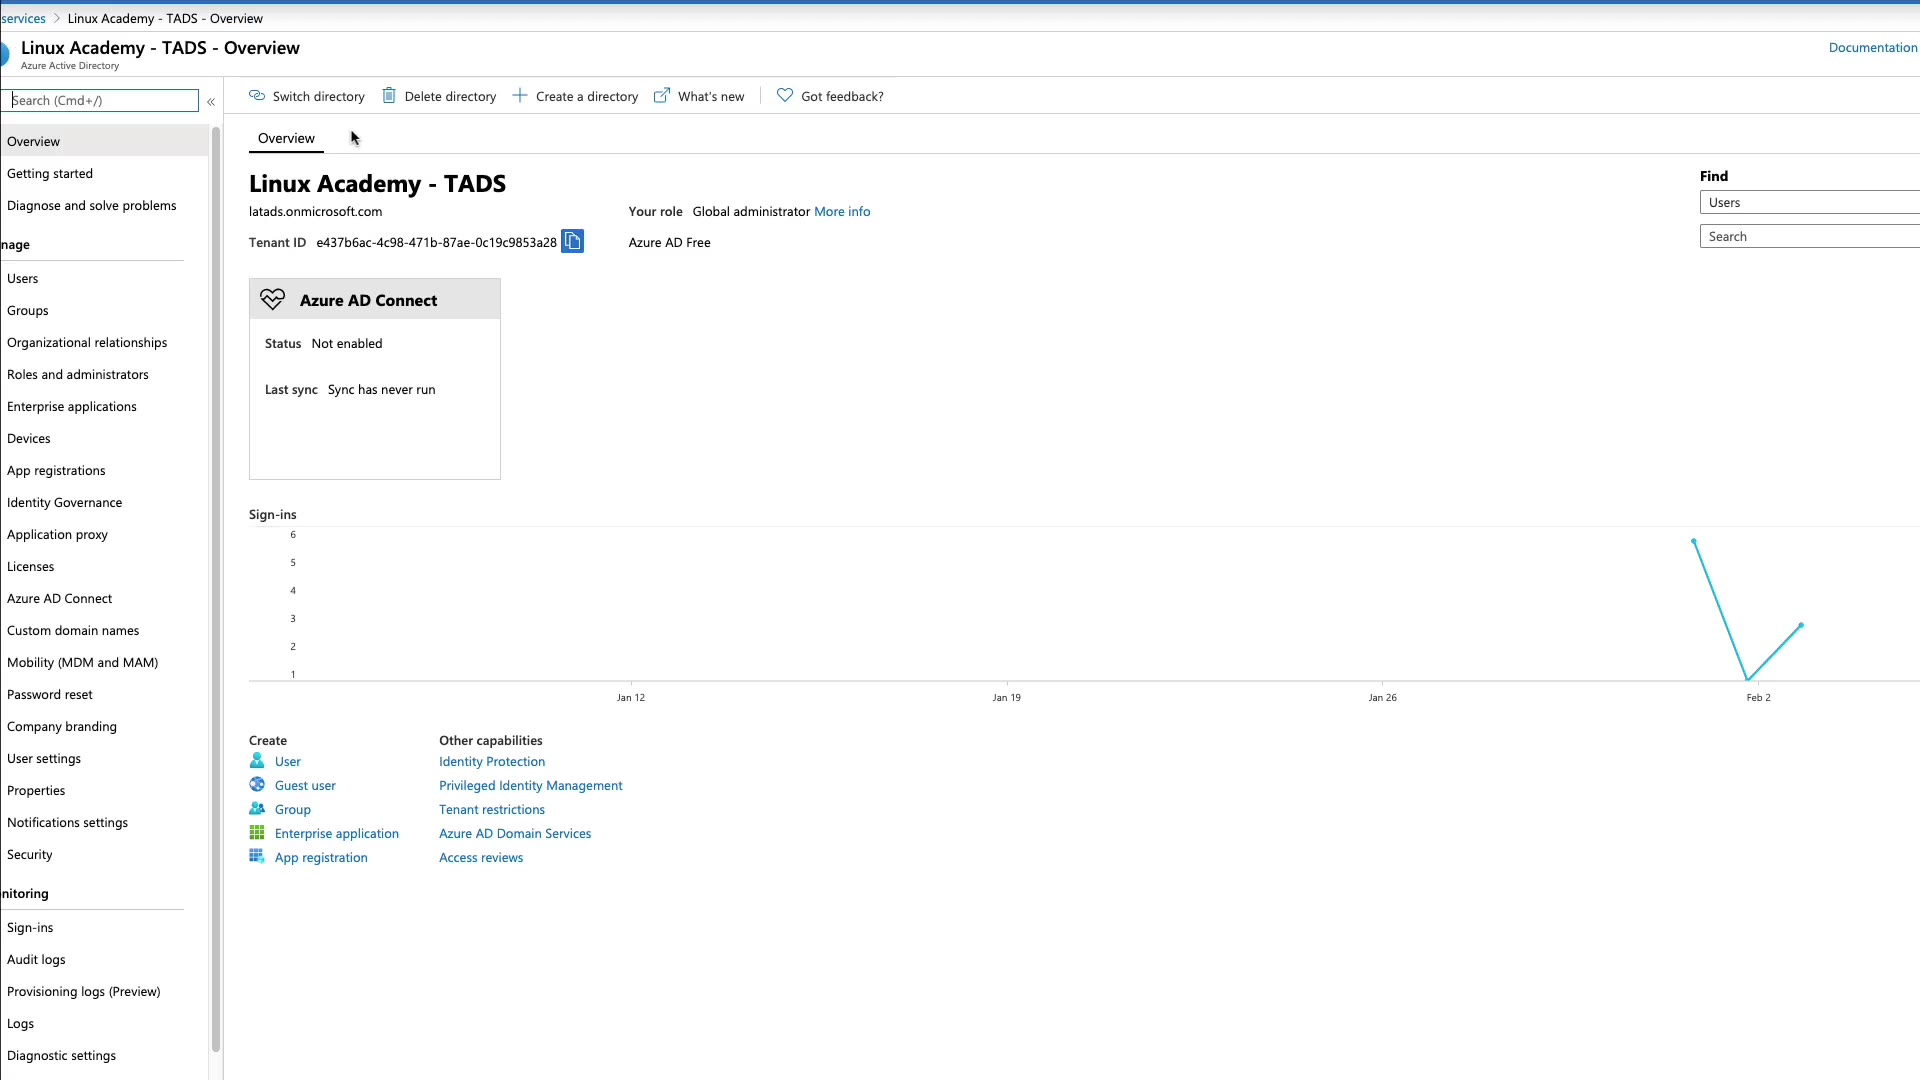 services > Linux Academy - TADS - Overview
Linux Academy - TADS - Overview
Azure Active Directory
Documentation
Search (Cmd+/)
«
Switch directory
Delete directory
Create a directory
What's new
Got feedback?
Overview
Getting started
Diagnose and solve problems
nage
Users
Groups
Organizational relationships
Roles and administrators
Enterprise applications
Devices
App registrations
Identity Governance
Application proxy
Licenses
Azure AD Connect
Custom domain names
Mobility (MDM and MAM)
Password reset
Company branding
User settings
Properties
Notifications settings
Security
nitoring
Sign-ins
Audit logs
Provisioning logs (Preview)
Logs
Diagnostic settings
Overview
Linux Academy - TADS
latads.onmicrosoft.com
Your role Global administrator More info
Tenant ID e437b6ac-4c98-471b-87ae-0c19c9853a28
Azure AD Free
Find
Users
Search
Azure AD Connect
Status Not enabled
Last sync Sync has never run
Sign-ins
6
5
4
3
2
1
Jan 12 Jan 19 Jan 26 Feb 2
Create
User
Guest user
Group
Enterprise application
App registration
Other capabilities
Identity Protection
Privileged Identity Management
Tenant restrictions
Azure AD Domain Services
Access reviews